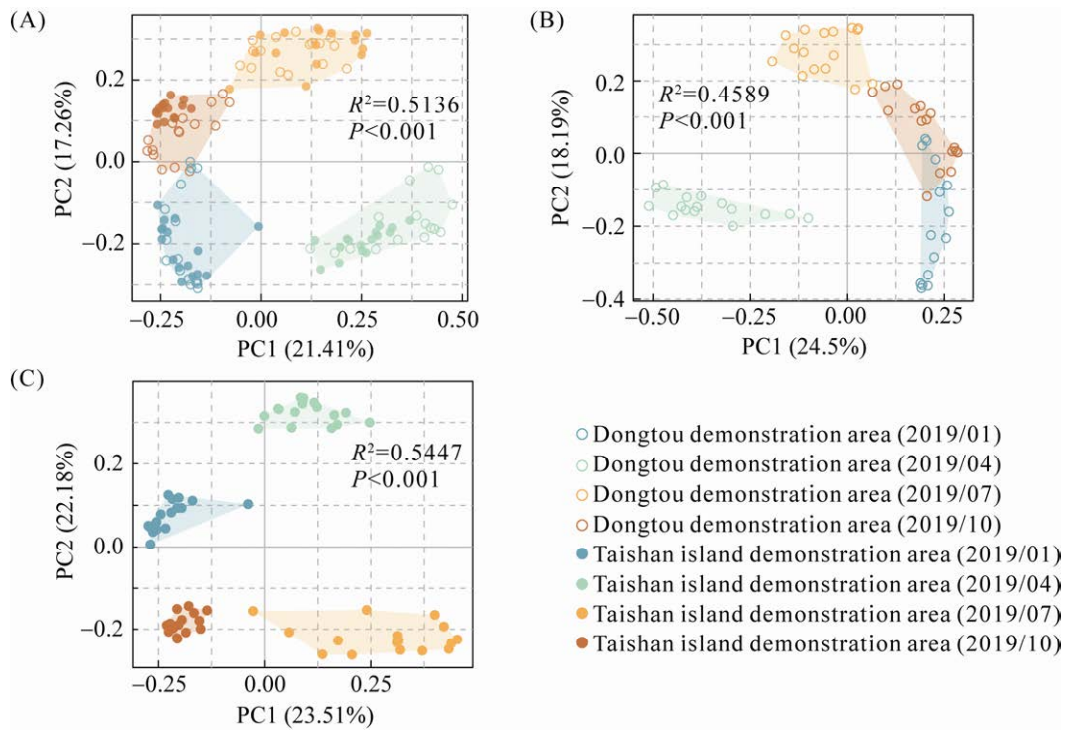 (A)
0.2
0.0
−0.2
PC2 (17.26%)
R²=0.5136
P<0.001
−0.25
0.00
0.25
0.50
PC1 (21.41%)
(B)
0.4
0.2
0.0
−0.2
−0.4
PC2 (18.19%)
R²=0.4589
P<0.001
−0.50
−0.25
0.00
0.25
PC1 (24.5%)
(C)
0.2
0.0
−0.2
PC2 (22.18%)
R²=0.5447
P<0.001
−0.25
0.00
0.25
PC1 (23.51%)
Dongtou demonstration area (2019/01)
Dongtou demonstration area (2019/04)
Dongtou demonstration area (2019/07)
Dongtou demonstration area (2019/10)
Taishan island demonstration area (2019/01)
Taishan island demonstration area (2019/04)
Taishan island demonstration area (2019/07)
Taishan island demonstration area (2019/10)